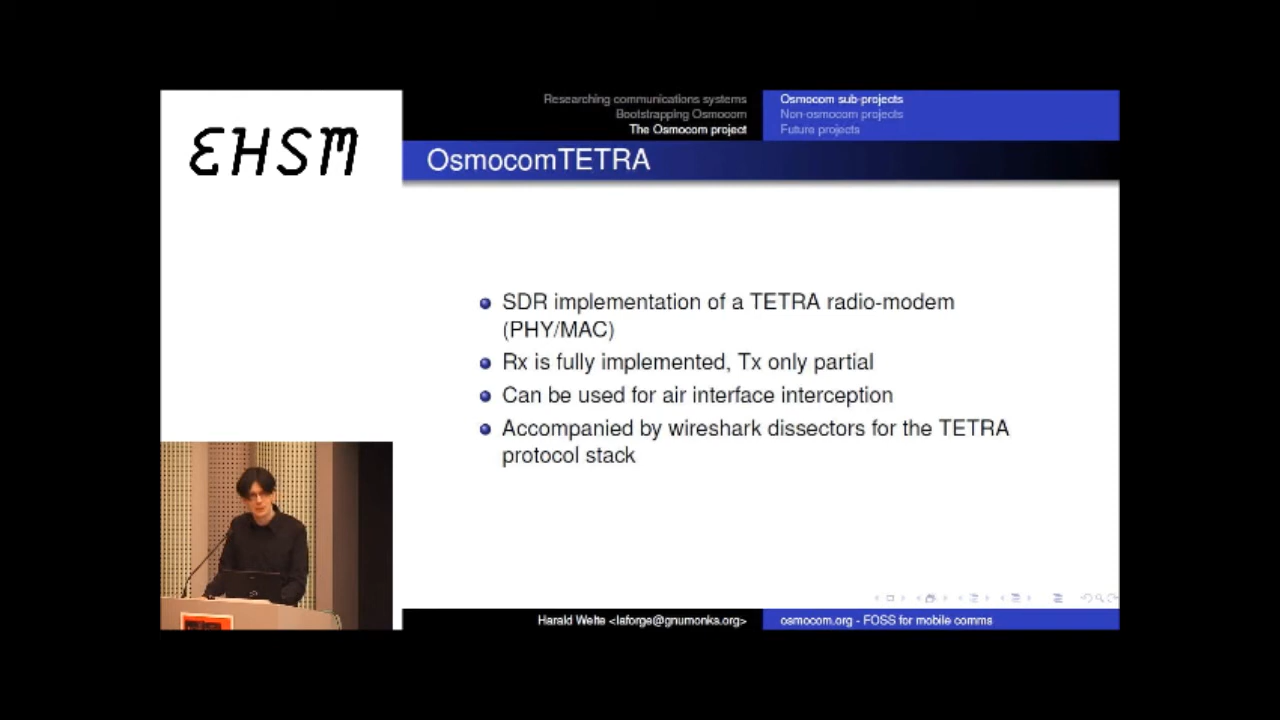 EHSM
Researching communications systems
Bootstrapping Osmocom
The Osmocom project
Osmocom sub-projects
Non-osmocom projects
Future projects
OsmocomTETRA
SDR implementation of a TETRA radio-modem
(PHY/MAC)
Rx is fully implemented, Tx only partial
Can be used for air interface interception
Accompanied by wireshark dissectors for the TETRA
protocol stack
Harald Welte <laforge@gnumonks.org>
osmocom.org - FOSS for mobile comms